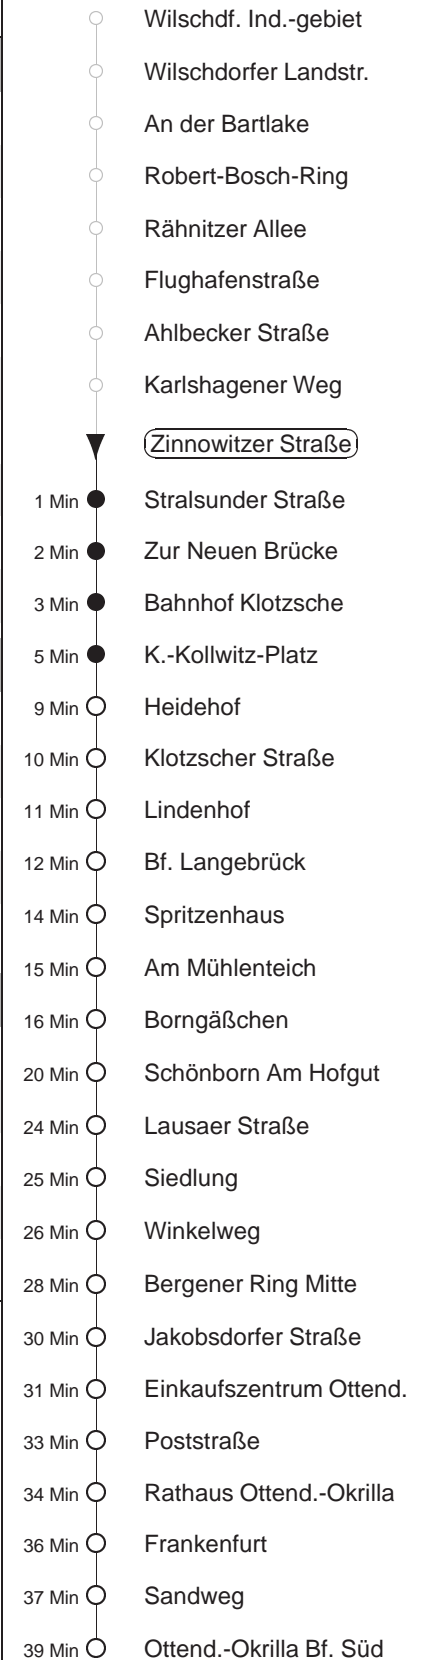 Wilschdf. Ind.-gebiet
Wilschdorfer Landstr.
An der Bartlake
Robert-Bosch-Ring
Rähnitzer Allee
Flughafenstraße
Ahlbecker Straße
Karlshagener Weg
Zinnowitzer Straße
1 Min Stralsunder Straße
2 Min Zur Neuen Brücke
3 Min Bahnhof Klotzsche
5 Min K.-Kollwitz-Platz
9 Min Heidehof
10 Min Klotzscher Straße
11 Min Lindenhof
12 Min Bf. Langebrück
14 Min Spritzenhaus
15 Min Am Mühlenteich
16 Min Borngäßchen
20 Min Schönborn Am Hofgut
24 Min Lausaer Straße
25 Min Siedlung
26 Min Winkelweg
28 Min Bergener Ring Mitte
30 Min Jakobsdorfer Straße
31 Min Einkaufszentrum Ottend.
33 Min Poststraße
34 Min Rathaus Ottend.-Okrilla
36 Min Frankenfurt
37 Min Sandweg
39 Min Ottend.-Okrilla Bf. Süd